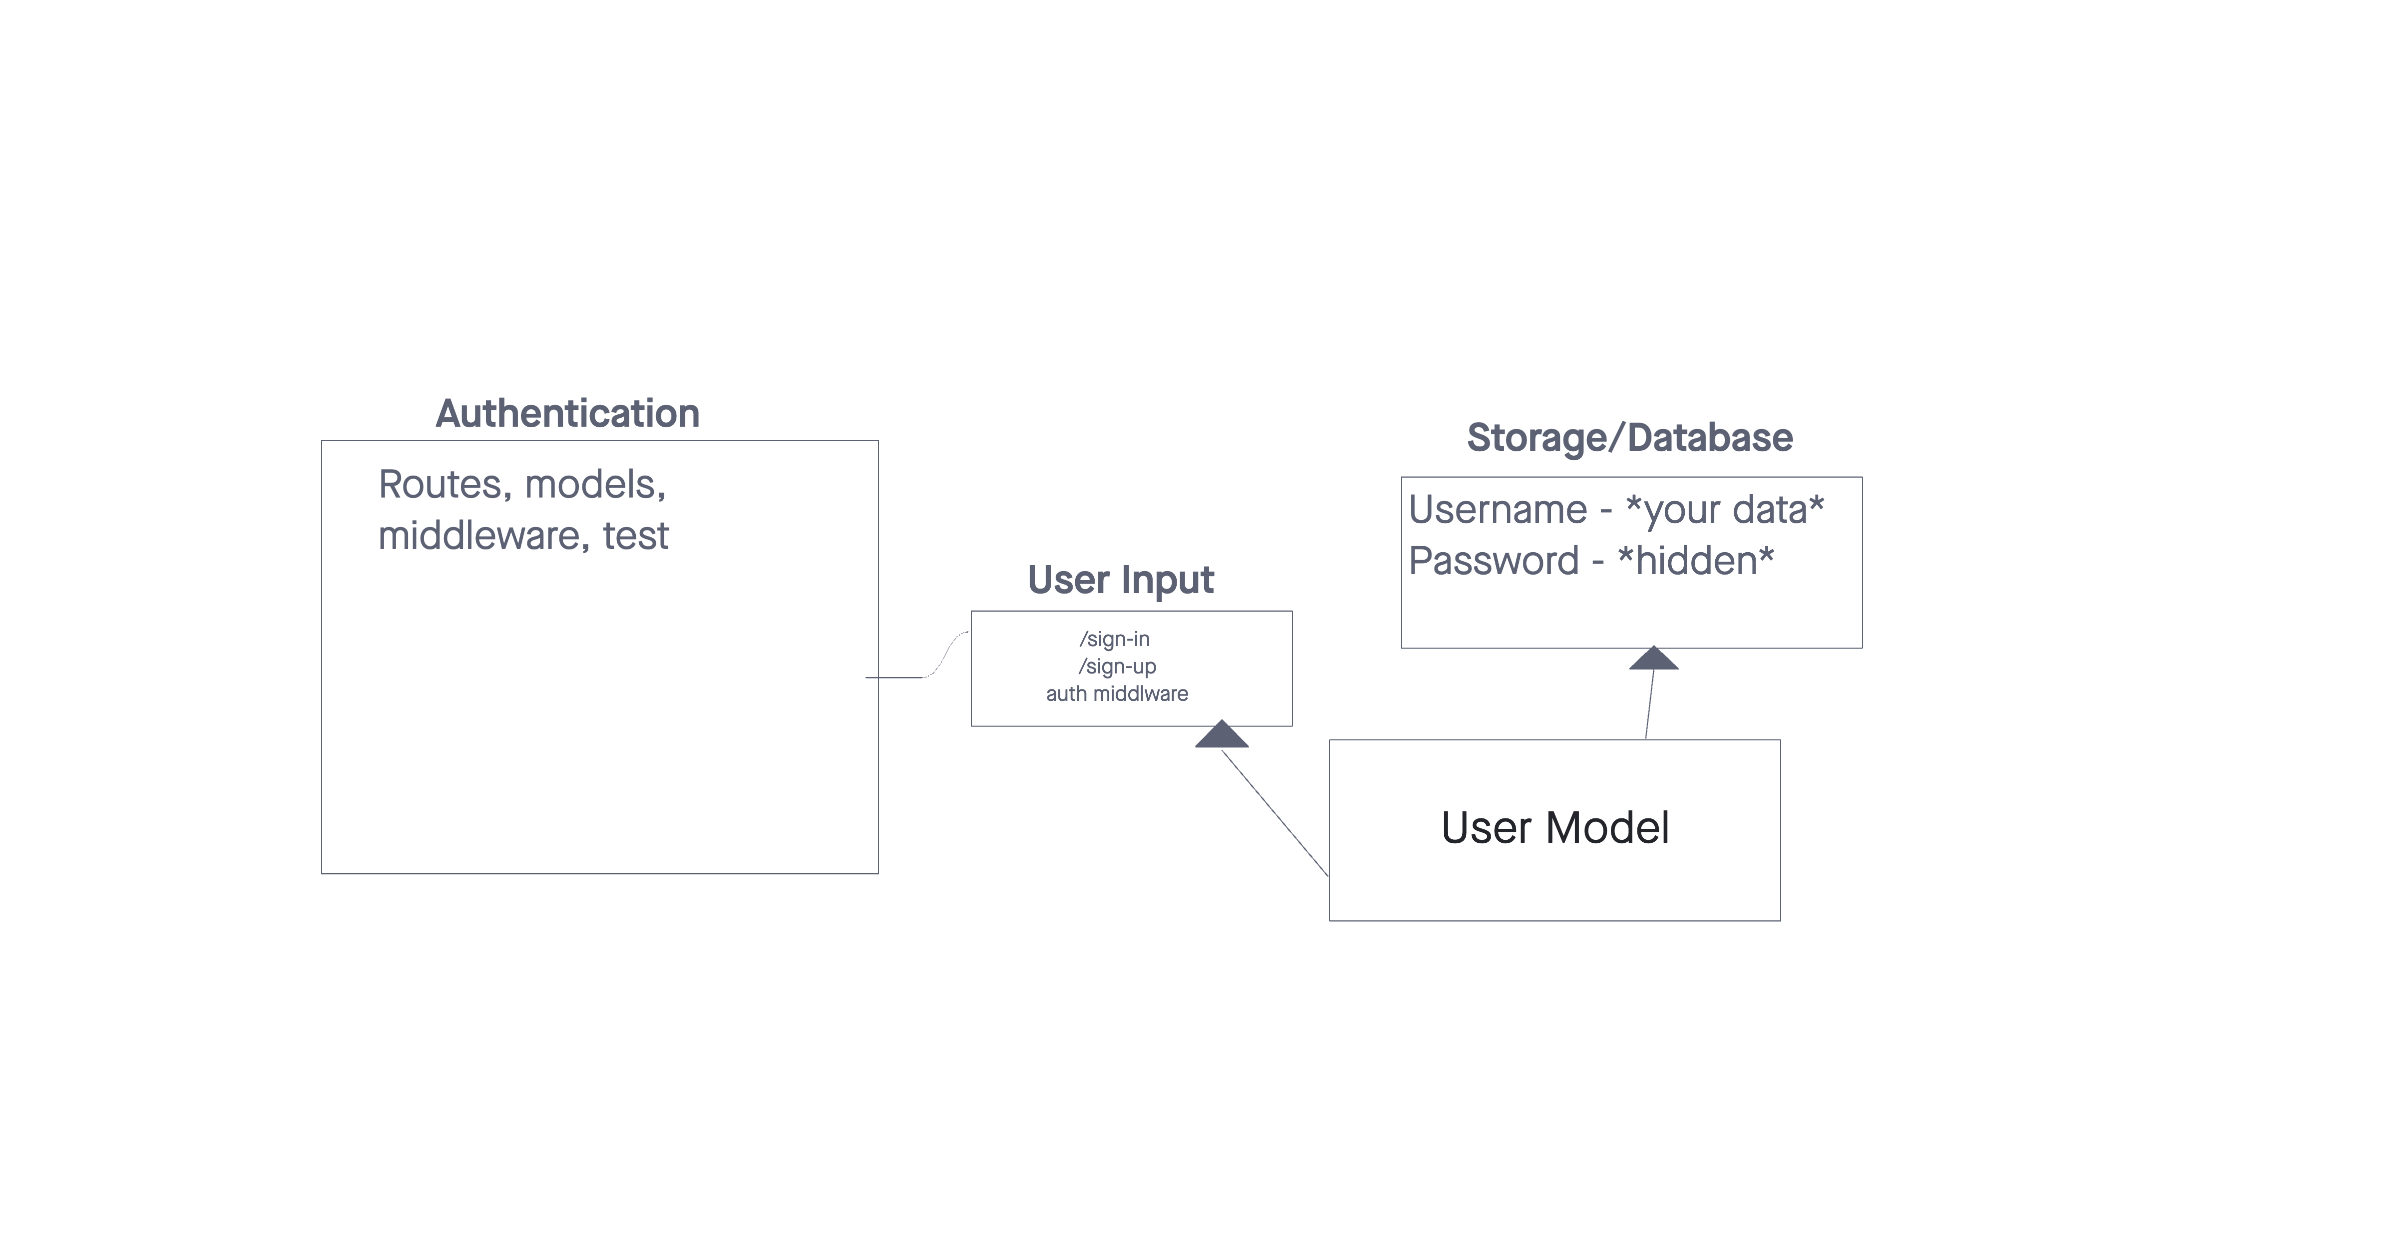 Authentication
Routes, models,
middleware, test
User Input
/sign-in
/sign-up
auth middlware
Storage/Database
Username - *your data*
Password - *hidden*
User Model